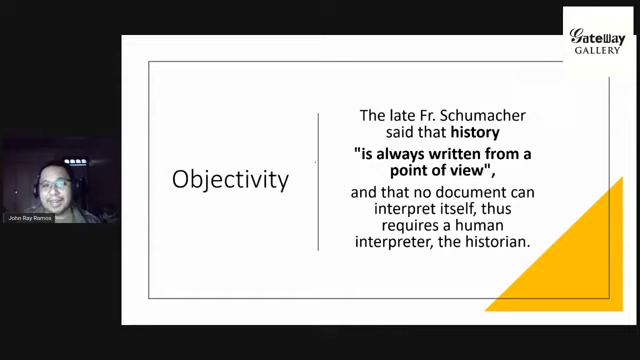 GateWay
GALLERY
Objectivity
The late Fr. Schumacher
said that history
"is always written from a
point of view",
and that no document can
interpret itself, thus
requires a human
interpreter, the historian.
John Ray Ramos